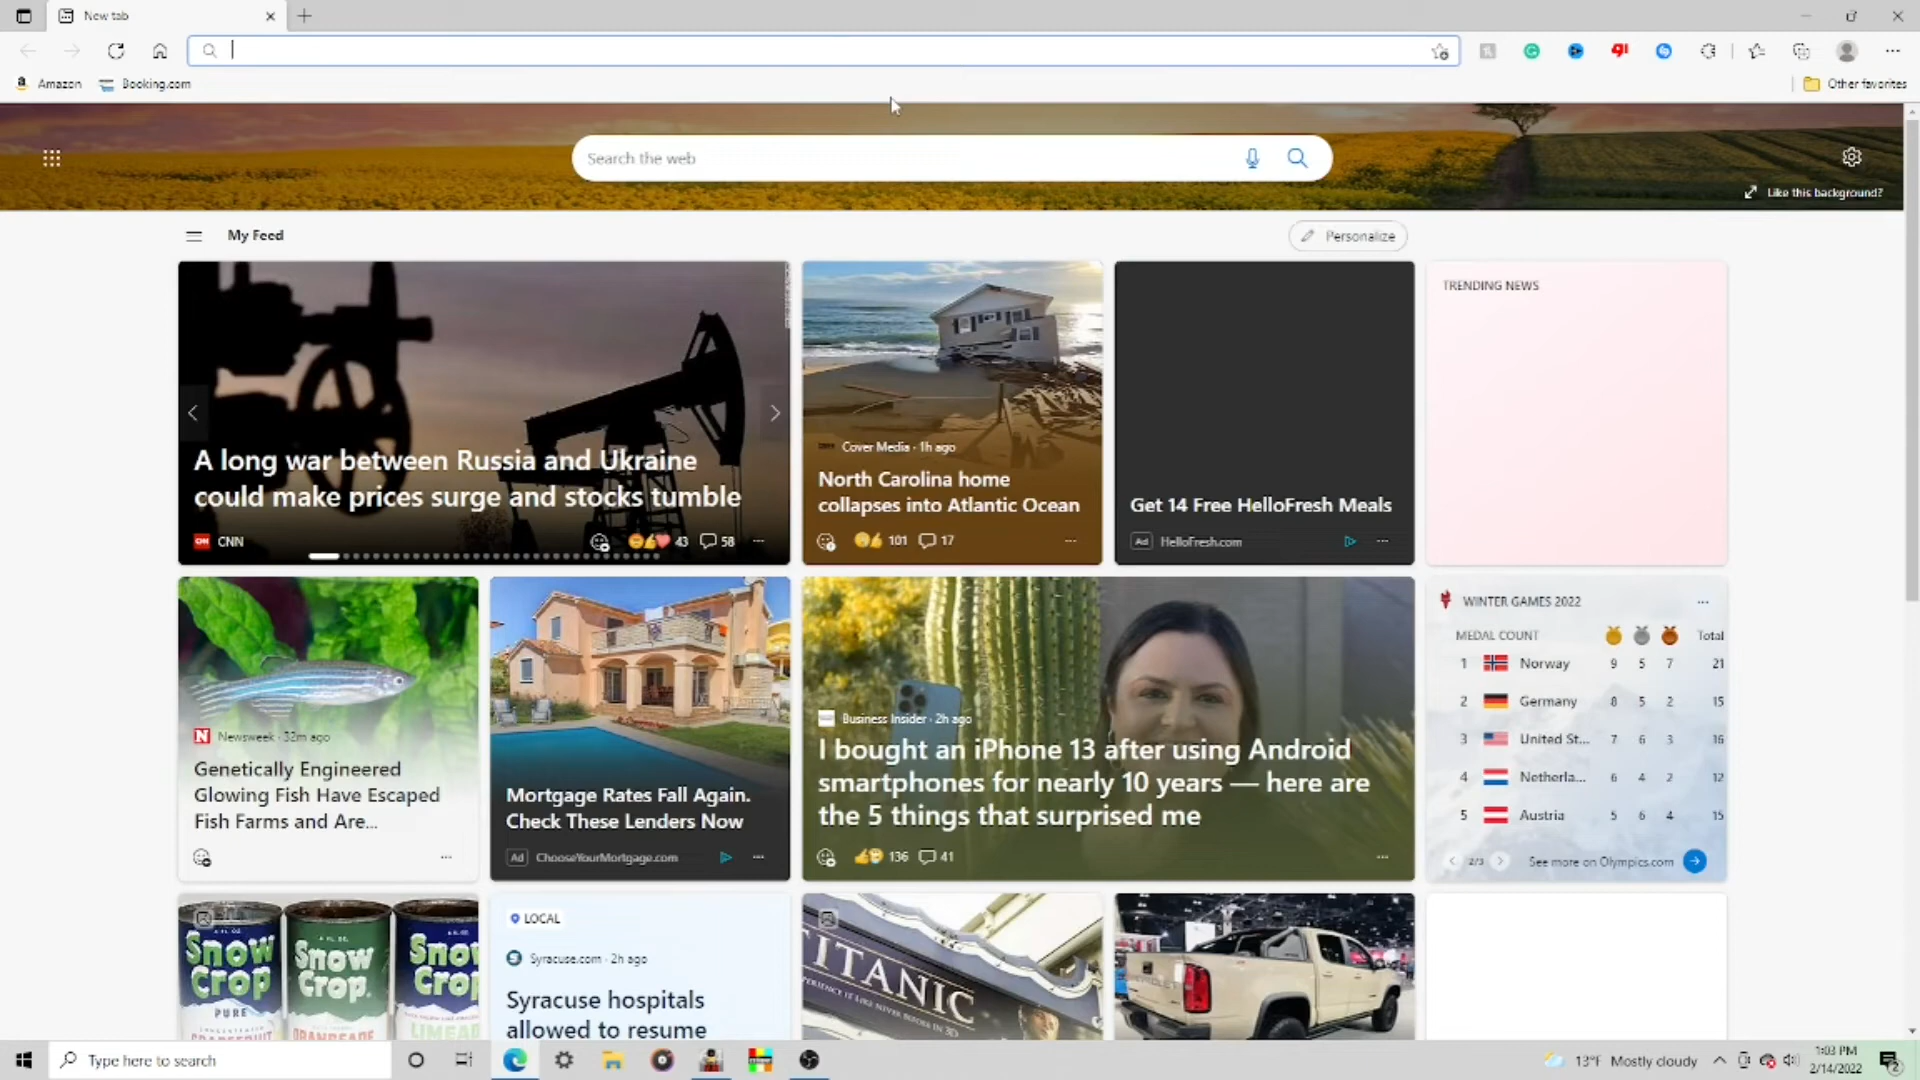 New tab
Amazon
Booking.com
Other favorites
Search the web
Like this background?
My Feed
Personalize
A long war between Russia and Ukraine
could make prices surge and stocks tumble
CNN
43
58
Cover Media · 1h ago
North Carolina home
collapses into Atlantic Ocean
101
17
Get 14 Free HelloFresh Meals
Ad HelloFresh.com
TRENDING NEWS
Newsweek · 32m ago
Genetically Engineered
Glowing Fish Have Escaped
Fish Farms and Are...
Mortgage Rates Fall Again.
Check These Lenders Now
Ad ChooseYourMortgage.com
Business Insider · 2h ago
I bought an iPhone 13 after using Android
smartphones for nearly 10 years — here are
the 5 things that surprised me
136
41
WINTER GAMES 2022
MEDAL COUNT Total
1 Norway 9 5 7 21
2 Germany 8 5 2 15
3 United St... 7 6 3 16
4 Netherla... 6 4 2 12
5 Austria 5 6 4 15
2/3
See more on Olympics.com
Snow
Crop
PURE
Snow
Crop.
Snow
Crop
LOCAL
Syracuse.com · 2h ago
Syracuse hospitals
allowed to resume
TITANIC
Type here to search
13°F Mostly cloudy
1:03 PM
2/14/2022
2